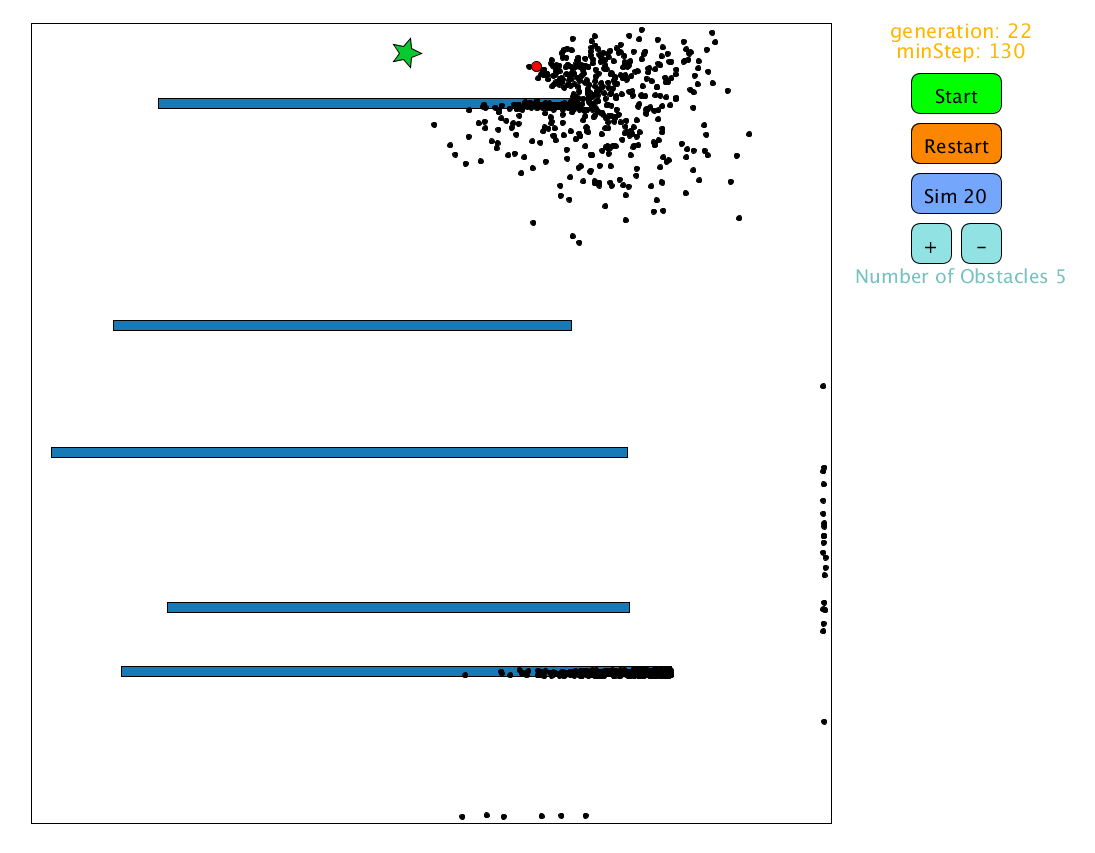 generation: 22
minStep: 130
Start
Restart
Sim 20
+ -
Number of Obstacles 5